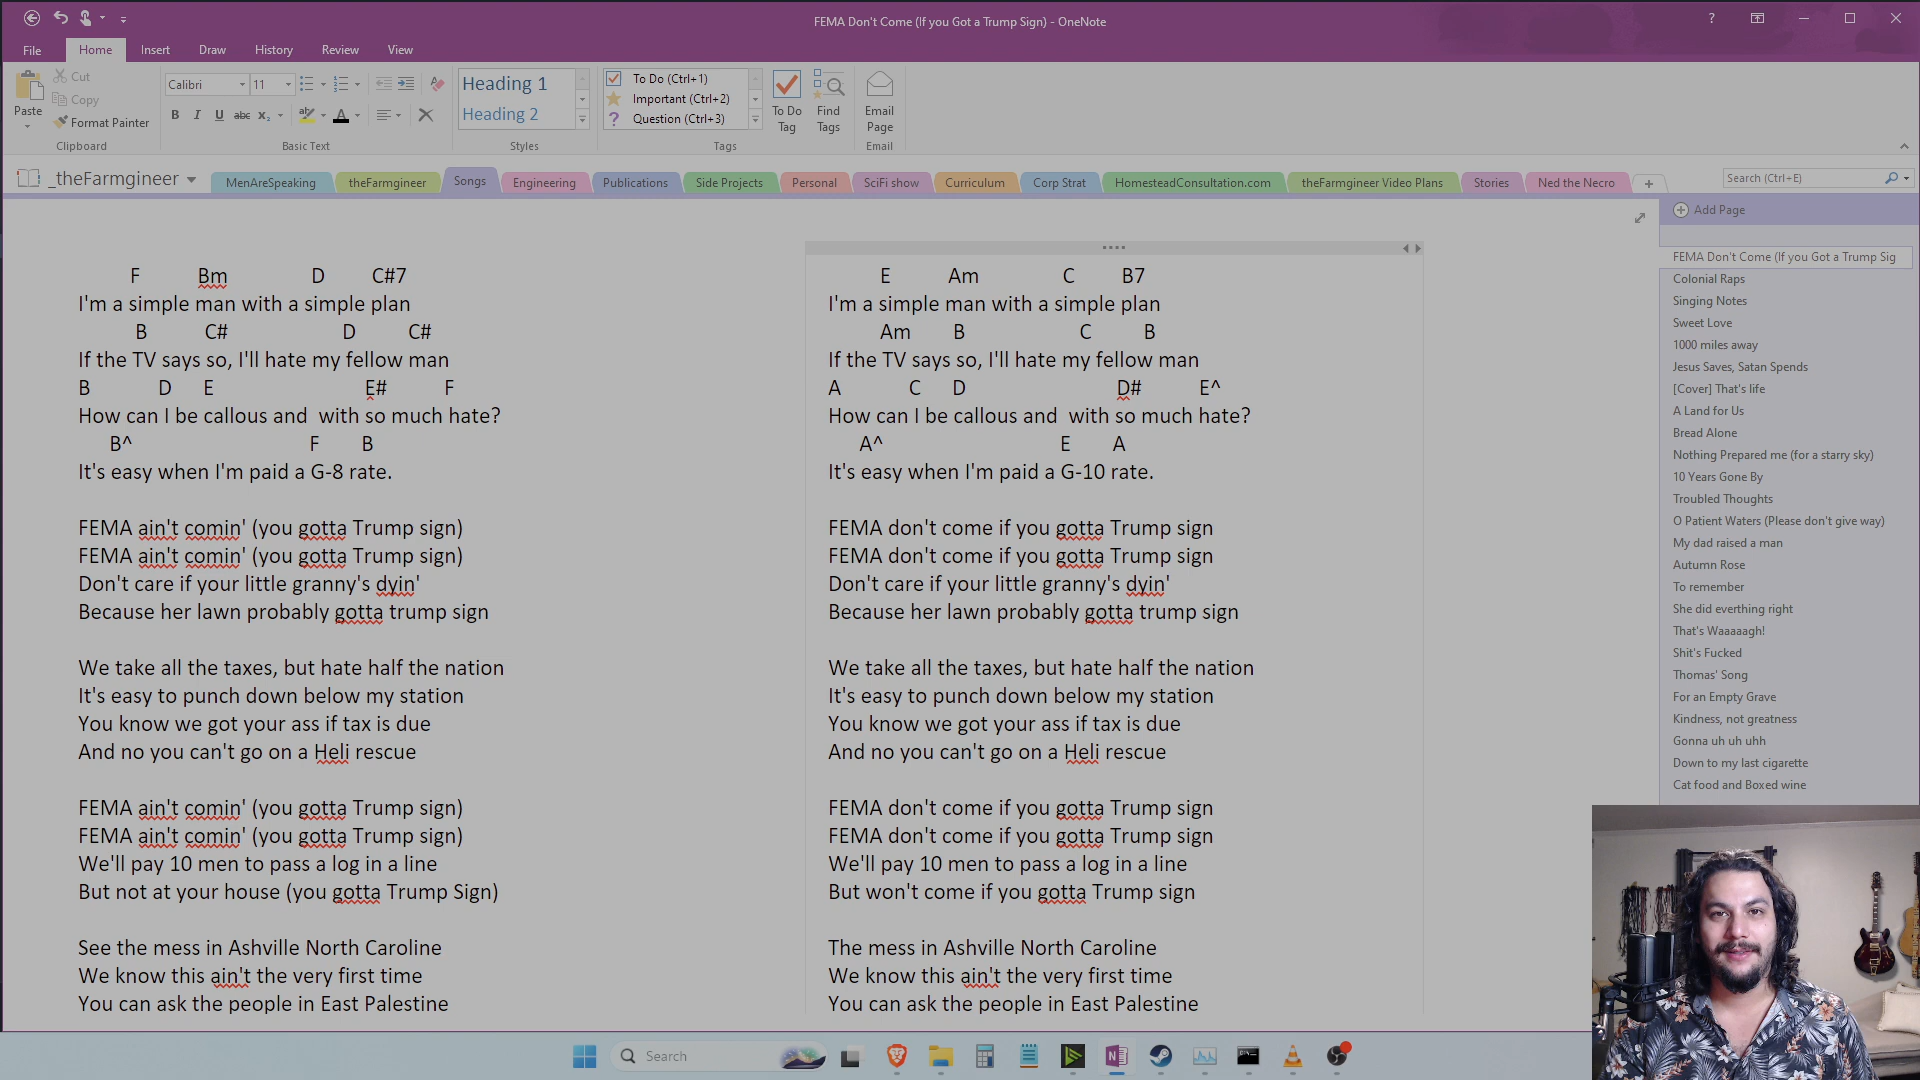 FEMA Don't Come (If you Got a Trump Sign) - OneNote
?
File Home Insert Draw History Review View
Paste
Cut
Copy
Format Painter
Clipboard
Calibri 11
B I U abc X₂ A
Basic Text
Heading 1
Heading 2
Styles
To Do (Ctrl+1)
Important (Ctrl+2)
? Question (Ctrl+3)
To Do
Tag
Find
Tags
Tags
Email
Page
Email
_theFarmgineer
MenAreSpeaking theFarmgineer Songs Engineering Publications Side Projects Personal SciFi show Curriculum Corp Strat HomesteadConsultation.com theFarmgineer Video Plans Stories Ned the Necro +
Search (Ctrl+E)
F Bm D C#7
I'm a simple man with a simple plan
B C# D C#
If the TV says so, I'll hate my fellow man
B D E E# F
How can I be callous and with so much hate?
B^ F B
It's easy when I'm paid a G-8 rate.
FEMA ain't comin' (you gotta Trump sign)
FEMA ain't comin' (you gotta Trump sign)
Don't care if your little granny's dyin'
Because her lawn probably gotta trump sign
We take all the taxes, but hate half the nation
It's easy to punch down below my station
You know we got your ass if tax is due
And no you can't go on a Heli rescue
FEMA ain't comin' (you gotta Trump sign)
FEMA ain't comin' (you gotta Trump sign)
We'll pay 10 men to pass a log in a line
But not at your house (you gotta Trump Sign)
See the mess in Ashville North Caroline
We know this ain't the very first time
You can ask the people in East Palestine
E Am C B7
I'm a simple man with a simple plan
Am B C B
If the TV says so, I'll hate my fellow man
A C D D# E^
How can I be callous and with so much hate?
A^ E A
It's easy when I'm paid a G-10 rate.
FEMA don't come if you gotta Trump sign
FEMA don't come if you gotta Trump sign
Don't care if your little granny's dyin'
Because her lawn probably gotta trump sign
We take all the taxes, but hate half the nation
It's easy to punch down below my station
You know we got your ass if tax is due
And no you can't go on a Heli rescue
FEMA don't come if you gotta Trump sign
FEMA don't come if you gotta Trump sign
We'll pay 10 men to pass a log in a line
But won't come if you gotta Trump sign
The mess in Ashville North Caroline
We know this ain't the very first time
You can ask the people in East Palestine
Add Page
FEMA Don't Come (If you Got a Trump Sig
Colonial Raps
Singing Notes
Sweet Love
1000 miles away
Jesus Saves, Satan Spends
[Cover] That's life
A Land for Us
Bread Alone
Nothing Prepared me (for a starry sky)
10 Years Gone By
Troubled Thoughts
O Patient Waters (Please don't give way)
My dad raised a man
Autumn Rose
To remember
She did everthing right
That's Waaaaagh!
Shit's Fucked
Thomas' Song
For an Empty Grave
Kindness, not greatness
Gonna uh uh uhh
Down to my last cigarette
Cat food and Boxed wine
Search